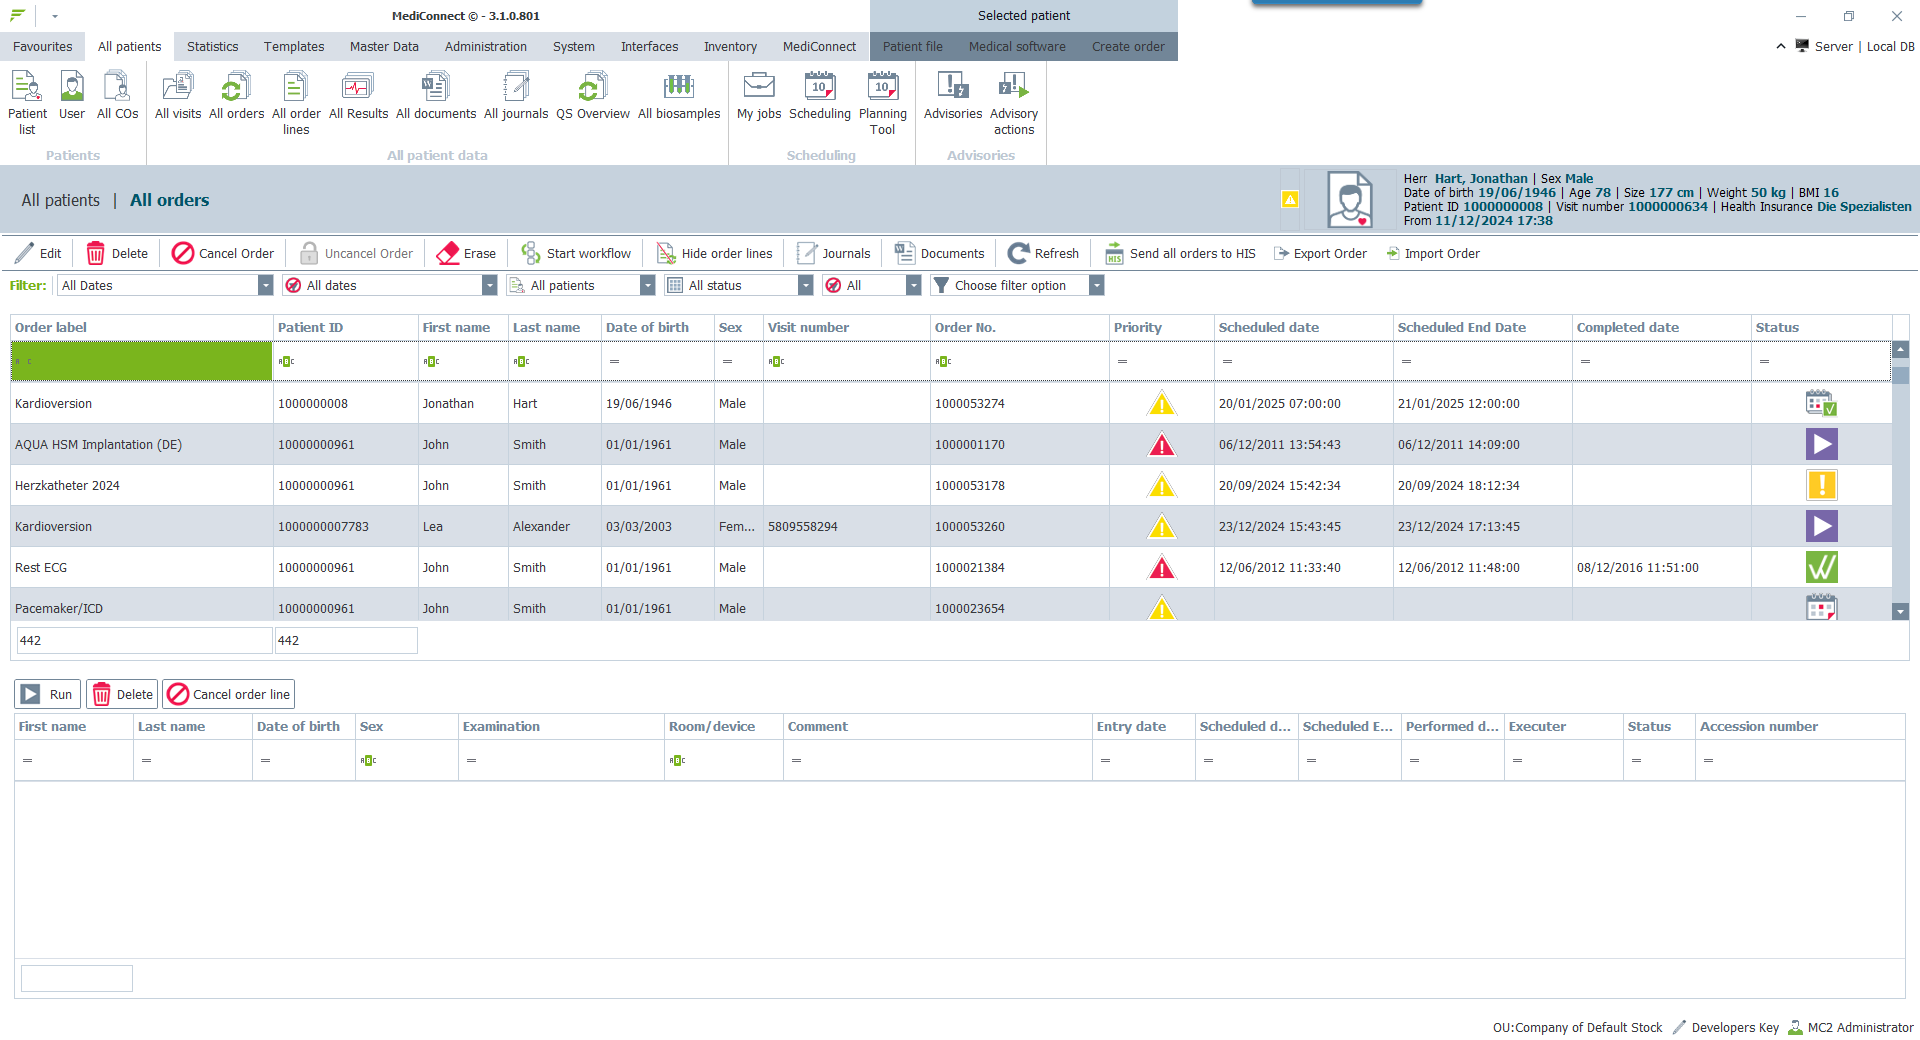 MediConnect © - 3.1.0.801
Selected patient
Favourites All patients Statistics Templates Master Data Administration System Interfaces Inventory MediConnect Patient file Medical software Create order
Server | Local DB
Patient list User All COs All visits All orders All order lines All Results All documents All journals QS Overview All biosamples My jobs Scheduling Planning Tool Advisories Advisory actions
Patients All patient data Scheduling Advisories
All patients | All orders
Herr Hart, Jonathan | Sex Male
Date of birth 19/06/1946 | Age 78 | Size 177 cm | Weight 50 kg | BMI 16
Patient ID 1000000008 | Visit number 1000000634 | Health Insurance Die Spezialisten
From 11/12/2024 17:38
Edit Delete Cancel Order Uncancel Order Erase Start workflow Hide order lines Journals Documents Refresh Send all orders to HIS Export Order Import Order
Filter: All Dates All dates All patients All status All Choose filter option
Order label Patient ID First name Last name Date of birth Sex Visit number Order No. Priority Scheduled date Scheduled End Date Completed date Status
Kardioversion 1000000008 Jonathan Hart 19/06/1946 Male 1000053274 20/01/2025 07:00:00 21/01/2025 12:00:00
AQUA HSM Implantation (DE) 10000000961 John Smith 01/01/1961 Male 1000001170 06/12/2011 13:54:43 06/12/2011 14:09:00
Herzkatheter 2024 10000000961 John Smith 01/01/1961 Male 1000053178 20/09/2024 15:42:34 20/09/2024 18:12:34
Kardioversion 1000000007783 Lea Alexander 03/03/2003 Fem... 5809558294 1000053260 23/12/2024 15:43:45 23/12/2024 17:13:45
Rest ECG 10000000961 John Smith 01/01/1961 Male 1000021384 12/06/2012 11:33:40 12/06/2012 11:48:00 08/12/2016 11:51:00
Pacemaker/ICD 10000000961 John Smith 01/01/1961 Male 1000023654
442 442
Run Delete Cancel order line
First name Last name Date of birth Sex Examination Room/device Comment Entry date Scheduled d... Scheduled E... Performed d... Executer Status Accession number
OU:Company of Default Stock Developers Key MC2 Administrator